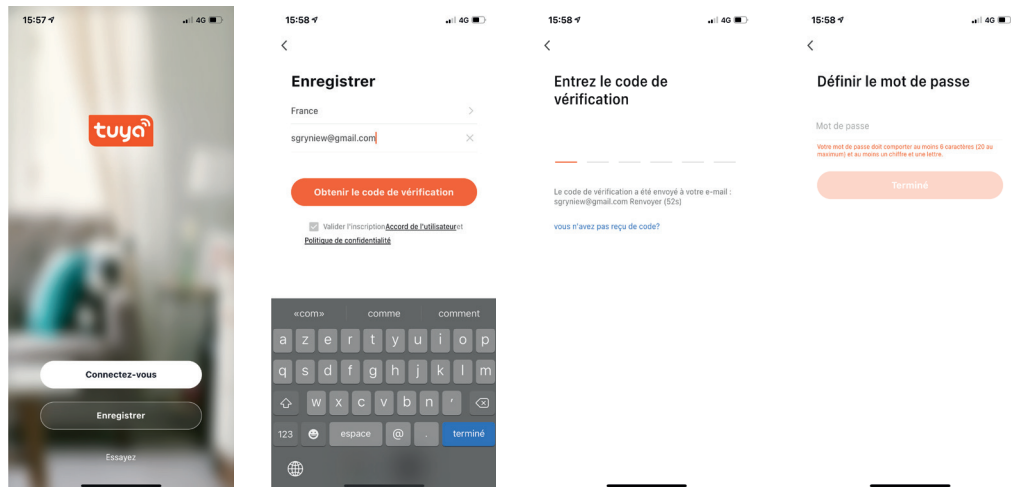 15:57
4G
tuya
Connectez-vous
Enregistrer
Essayez
15:58
4G
Enregistrer
France
sgryniew@gmail.com
Obtenir le code de vérification
Valider l'inscriptionAccord de l'utilisateuret
Politique de confidentialité
«com» comme comment
a z e r t y u i o p
q s d f g h j k l m
w x c v b n '
123 espace @ . terminé
15:58
4G
Entrez le code de
vérification
Le code de vérification a été envoyé à votre e-mail :
sgryniew@gmail.com Renvoyer (52s)
vous n'avez pas reçu de code?
15:58
4G
Définir le mot de passe
Mot de passe
Votre mot de passe doit comporter au moins 6 caractères (20 au
maximum) et au moins un chiffre et une lettre.
Terminé